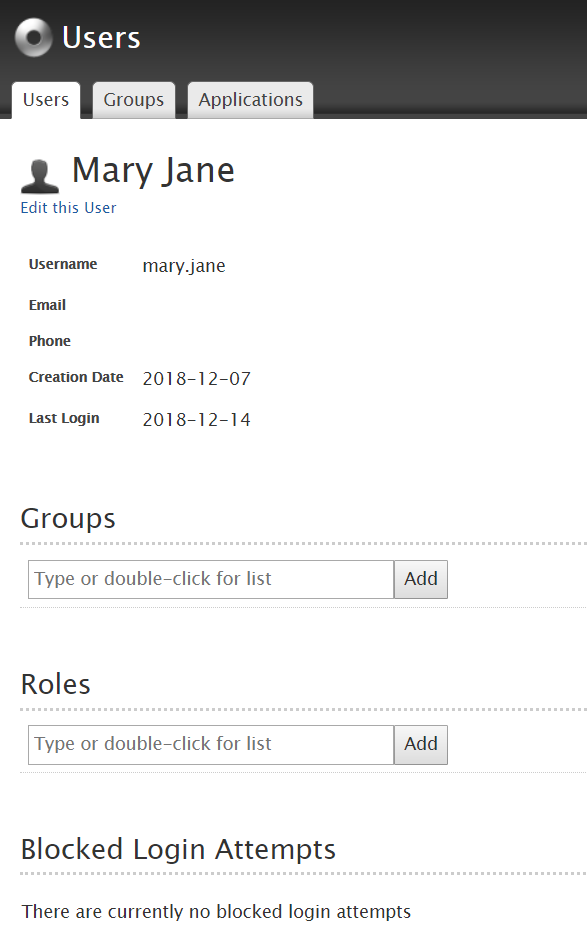 Users
Users Groups Applications
Mary Jane
Edit this User
Username mary.jane
Email
Phone
Creation Date 2018-12-07
Last Login 2018-12-14
Groups
Type or double-click for list Add
Roles
Type or double-click for list Add
Blocked Login Attempts
There are currently no blocked login attempts